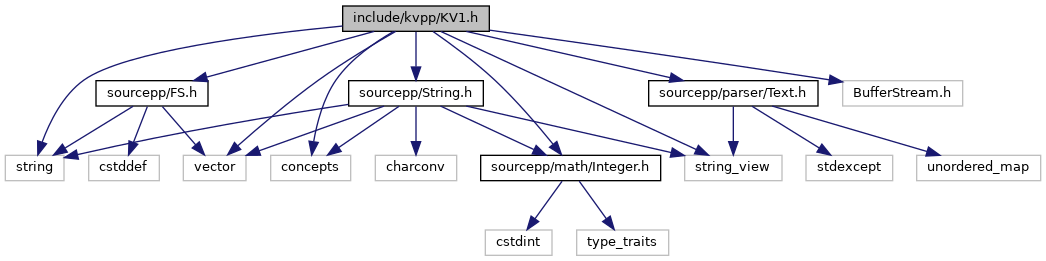 include/kvpp/KV1.h
sourcepp/FS.h
sourcepp/String.h
sourcepp/parser/Text.h
BufferStream.h
string
cstddef
vector
concepts
charconv
sourcepp/math/Integer.h
string_view
stdexcept
unordered_map
cstdint
type_traits